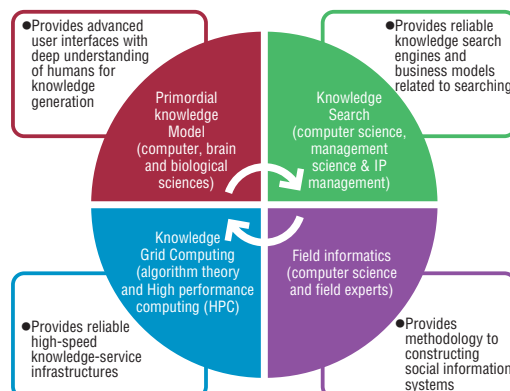 ●Provides advanced
user interfaces with
deep understanding
of humans for
knowledge
generation
●Provides reliable
knowledge search
engines and
business models
related to searching
Primordial
knowledge
Model
(computer, brain
and biological
sciences)
Knowledge
Search
(computer science,
management
science & IP
management)
Knowledge
Grid Computing
(algorithm theory
and High performance
computing (HPC)
Field informatics
(computer science
and field experts)
●Provides reliable
high-speed
knowledge-service
infrastructures
●Provides
methodology to
constructing
social information
systems